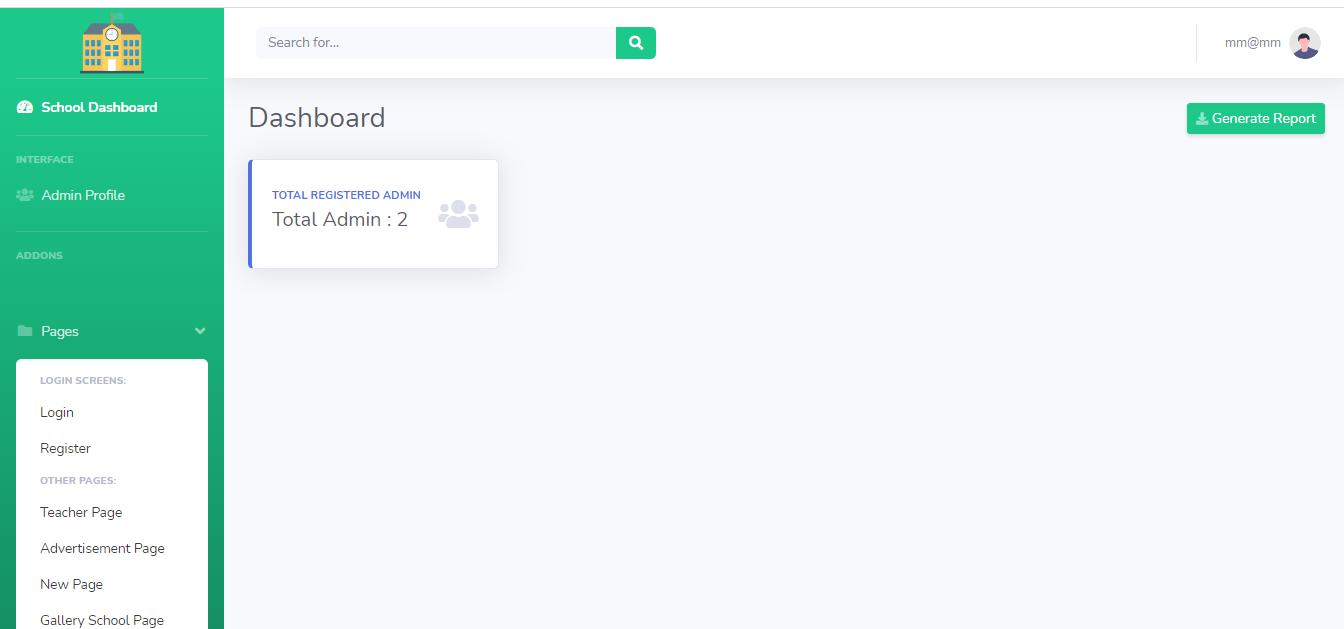 Search for...
mm@mm
School Dashboard
INTERFACE
Admin Profile
ADDONS
Pages
LOGIN SCREENS:
Login
Register
OTHER PAGES:
Teacher Page
Advertisement Page
New Page
Gallery School Page
Dashboard
Generate Report
TOTAL REGISTERED ADMIN
Total Admin : 2